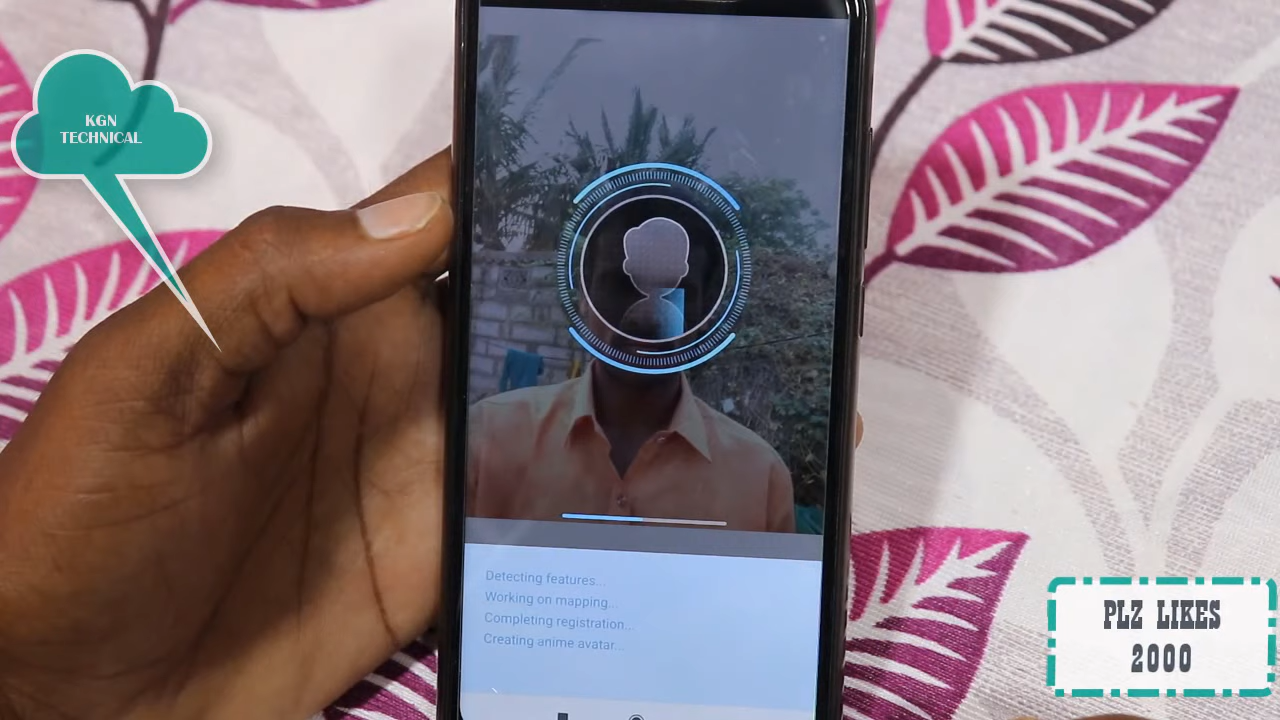 KGN
TECHNICAL
Detecting features...
Working on mapping...
Completing registration...
Creating anime avatar...
PLZ LIKES
2000